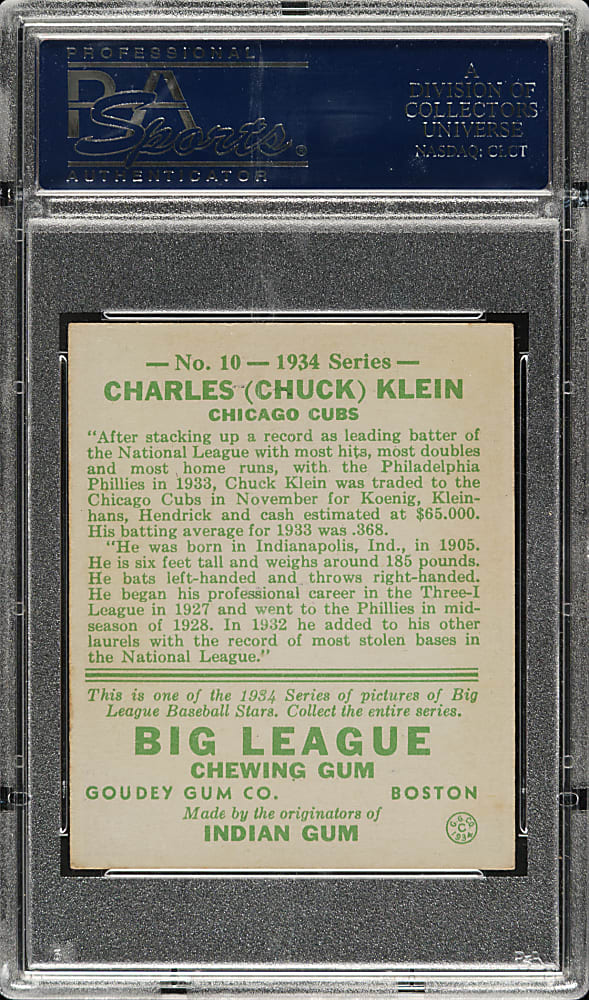 PROFESSIONAL
PSA
Sports®
AUTHENTICATOR
A
DIVISION OF
COLLECTORS
UNIVERSE
NASDAQ: CLCT
— No. 10 — 1934 Series —
CHARLES (CHUCK) KLEIN
CHICAGO CUBS
"After stacking up a record as leading batter of
the National League with most hits, most doubles
and most home runs, with the Philadelphia
Phillies in 1933, Chuck Klein was traded to the
Chicago Cubs in November for Koenig, Klein-
hans, Hendrick and cash estimated at $65.000.
His batting average for 1933 was .368.
"He was born in Indianapolis, Ind., in 1905.
He is six feet tall and weighs around 185 pounds.
He bats left-handed and throws right-handed.
He began his professional career in the Three-I
League in 1927 and went to the Phillies in mid-
season of 1928. In 1932 he added to his other
laurels with the record of most stolen bases in
the National League."
This is one of the 1934 Series of pictures of Big
League Baseball Stars. Collect the entire series.
BIG LEAGUE
CHEWING GUM
GOUDEY GUM CO. BOSTON
Made by the originators of
INDIAN GUM
G.G.CO.
C
1934
PSA